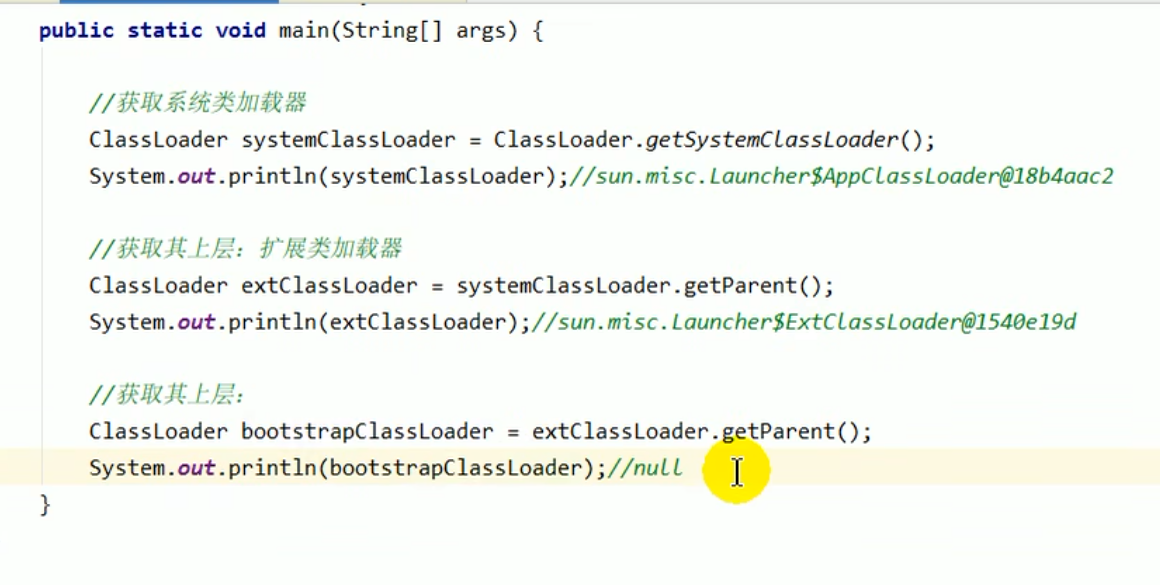 public static void main(String[] args) {
//获取系统类加载器
ClassLoader systemClassLoader = ClassLoader.getSystemClassLoader();
System.out.println(systemClassLoader);//sun.misc.Launcher$AppClassLoader@18b4aac2
//获取其上层：扩展类加载器
ClassLoader extClassLoader = systemClassLoader.getParent();
System.out.println(extClassLoader);//sun.misc.Launcher$ExtClassLoader@1540e19d
//获取其上层：
ClassLoader bootstrapClassLoader = extClassLoader.getParent();
System.out.println(bootstrapClassLoader);//null
}